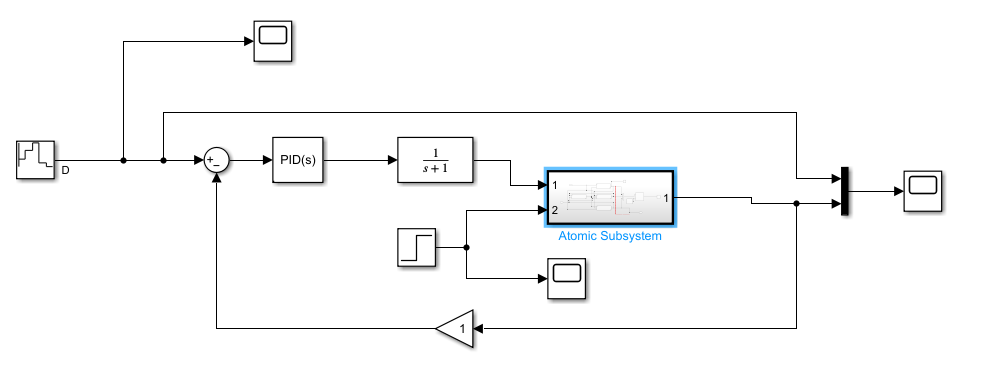 D
+
−
PID(s)
1
s + 1
1
2
1
Atomic Subsystem
1